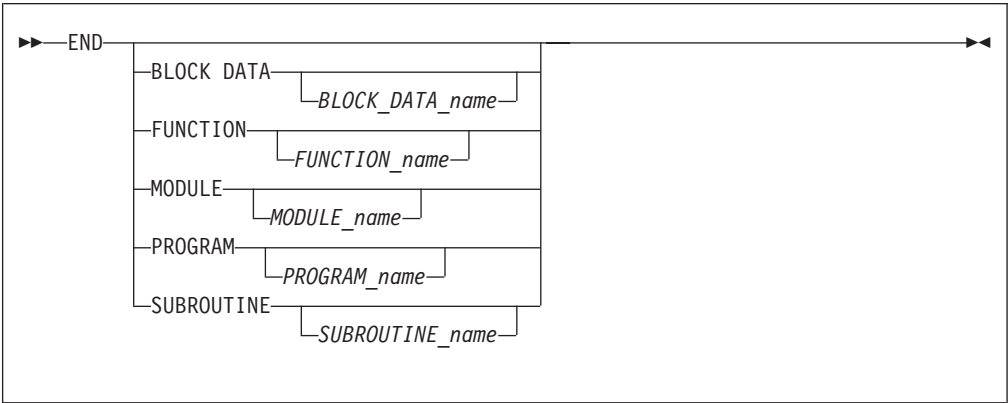 END
BLOCK DATA
BLOCK_DATA_name
FUNCTION
FUNCTION_name
MODULE
MODULE_name
PROGRAM
PROGRAM_name
SUBROUTINE
SUBROUTINE_name